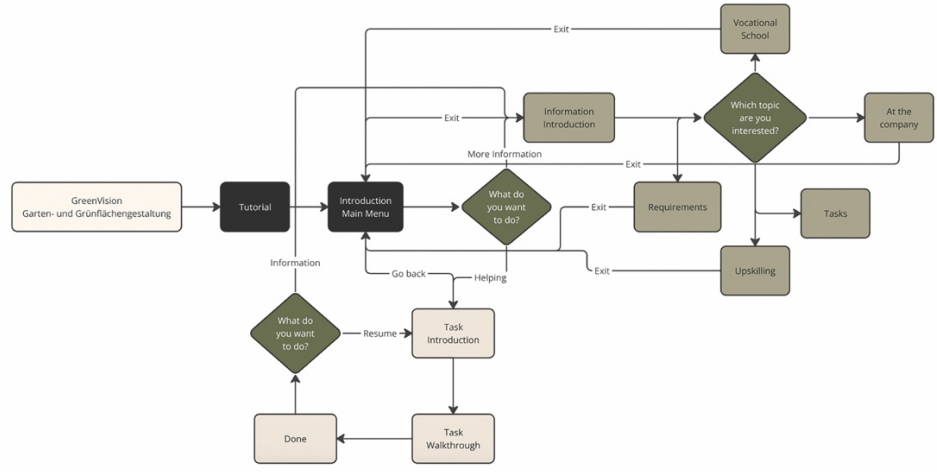 Vocational
School
Exit
Information
Introduction
Exit
Which topic
are you
interested?
At the
company
More Information
Exit
GreenVision
Garten- und Grünflächengestaltung
Tutorial
Introduction
Main Menu
What do
you want
to do?
Exit
Requirements
Tasks
Information
Go back
Helping
Exit
Upskilling
What do
you want
to do?
Resume
Task
Introduction
Done
Task
Walkthrough